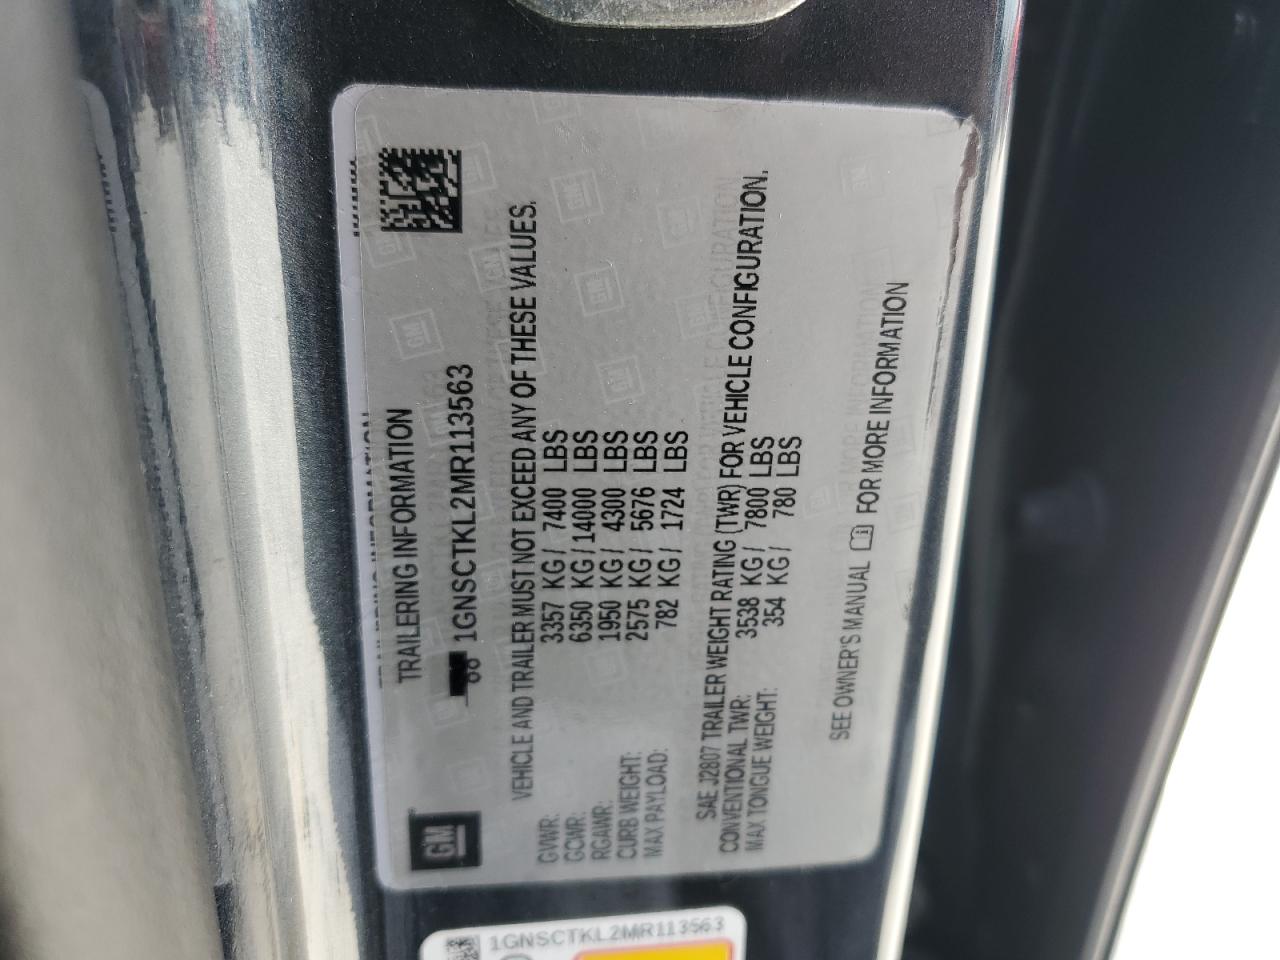 TRAILERING INFORMATION
1GNSCTKL2MR113563
VEHICLE AND TRAILER MUST NOT EXCEED ANY OF THESE VALUES.
GVWR: 3357 KG / 7400 LBS
GCWR: 6350 KG / 14000 LBS
RGAWR: 1950 KG / 4300 LBS
CURB WEIGHT: 2575 KG / 5676 LBS
MAX PAYLOAD: 782 KG / 1724 LBS
SAE J2807 TRAILER WEIGHT RATING (TWR) FOR VEHICLE CONFIGURATION.
CONVENTIONAL TWR: 3538 KG / 7800 LBS
MAX TONGUE WEIGHT: 354 KG / 780 LBS
SEE OWNER'S MANUAL FOR MORE INFORMATION
GM
1GNSCTKL2MR113563